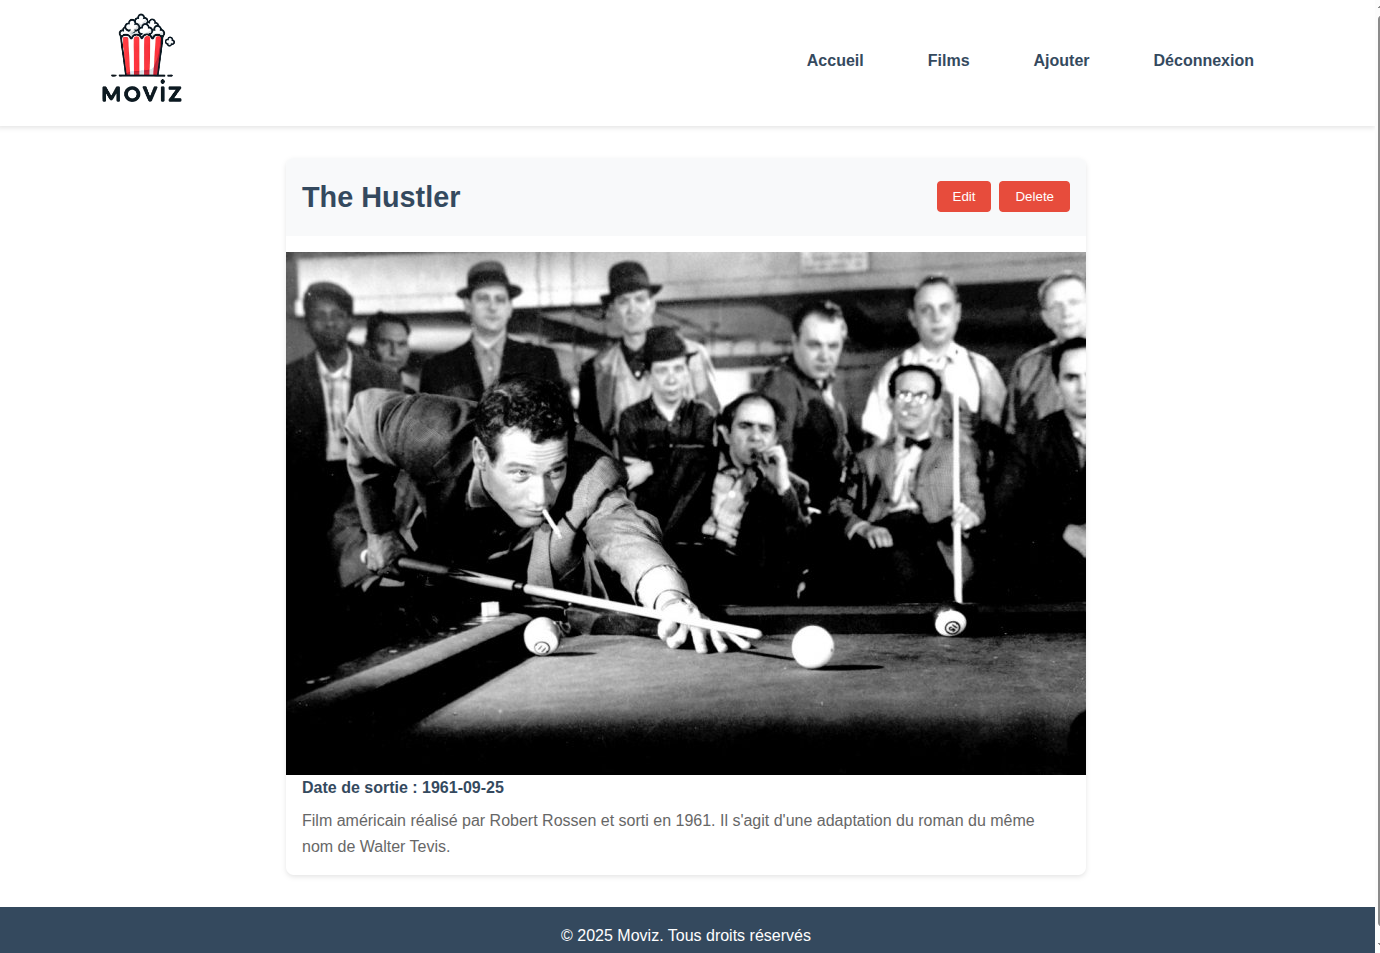 MOViZ
Accueil
Films
Ajouter
Déconnexion
The Hustler
Edit
Delete
Date de sortie : 1961-09-25
Film américain réalisé par Robert Rossen et sorti en 1961. Il s'agit d'une adaptation du roman du même
nom de Walter Tevis.
© 2025 Moviz. Tous droits réservés